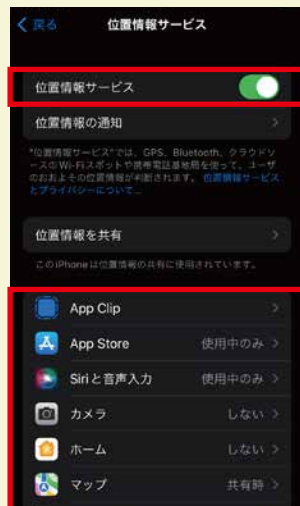 戻る 位置情報サービス
位置情報サービス
位置情報の通知
"位置情報サービス"では、GPS、Bluetooth、クラウドソ
ースのWi-Fiスポットや携帯電話基地局を使って、ユーザ
のおおよその位置情報が判断されます。位置情報サービス
とプライバシーについて…
位置情報を共有
このiPhoneは位置情報の共有に使用されています。
App Clip
App Store 使用中のみ
Siriと音声入力 使用中のみ
カメラ しない
ホーム しない
マップ 共有時